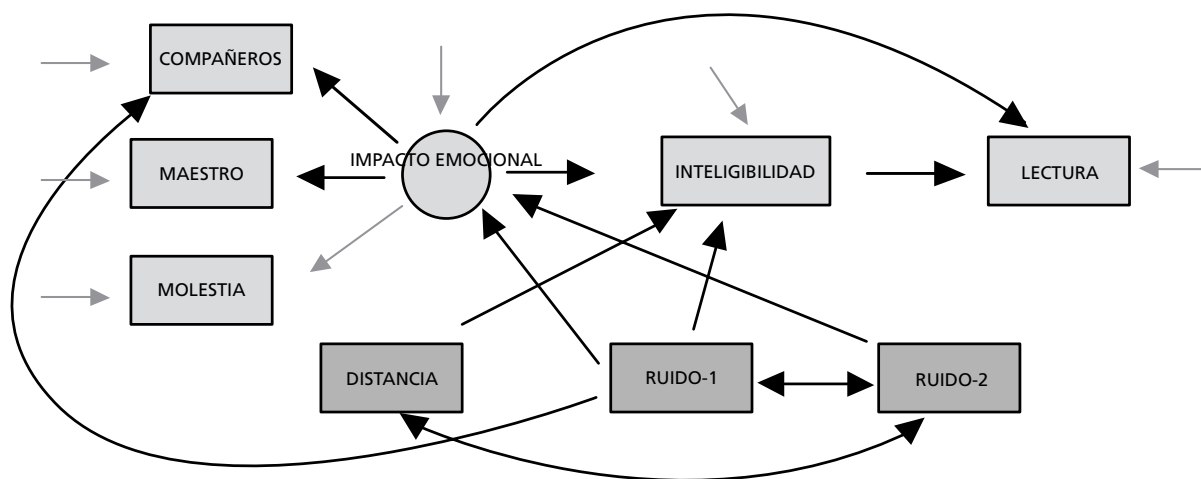 COMPAÑEROS
IMPACTO EMOCIONAL
MAESTRO
INTELIGIBILIDAD
LECTURA
MOLESTIA
DISTANCIA
RUIDO-1
RUIDO-2